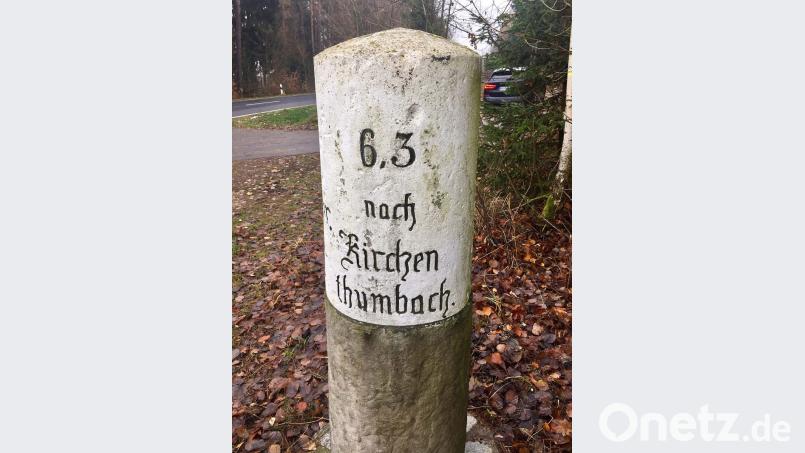 6,3
nach
Kirchen
thumbach.
Onetz.de